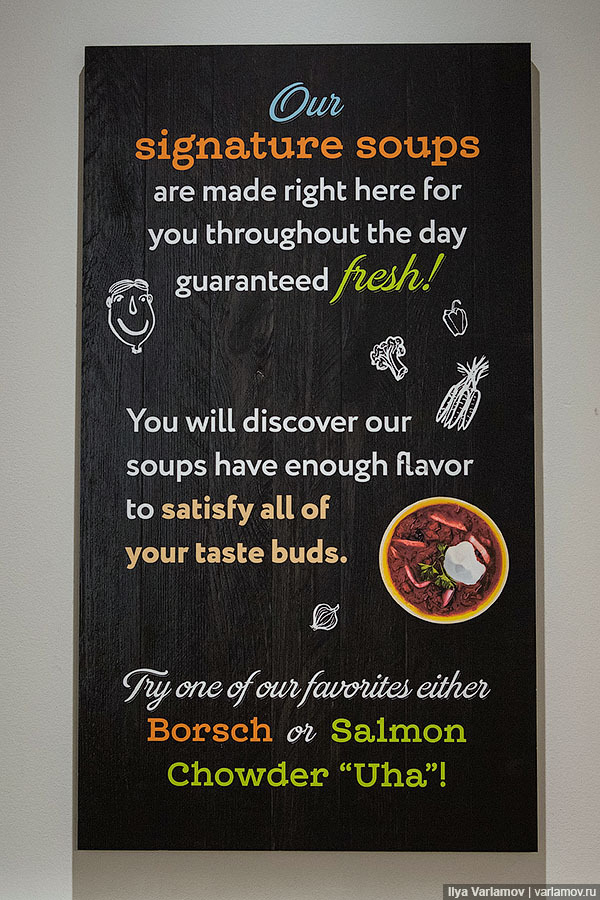 Our
signature soups
are made right here for
you throughout the day
guaranteed fresh!
You will discover our
soups have enough flavor
to satisfy all of
your taste buds.
Try one of our favorites either
Borsch or Salmon
Chowder “Uha”!
Ilya Varlamov | varlamov.ru